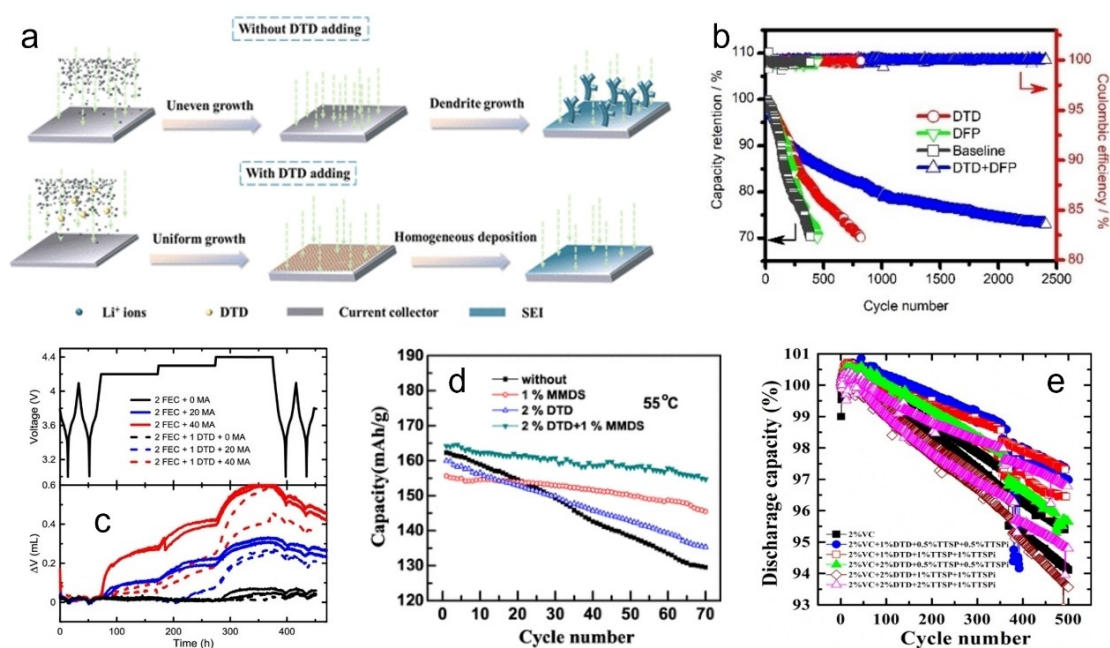 a
Without DTD adding
Uneven growth
Dendrite growth
With DTD adding
Uniform growth
Homogeneous deposition
Li⁺ ions
DTD
Current collector
SEI
b
Capacity retention / %
110
100
90
80
70
DTD
DFP
Baseline
DTD+DFP
100
95
90
85
80
Coulombic efficiency / %
0 500 1000 1500 2000 2500
Cycle number
Voltage (V)
4.4
4.0
3.6
3.2
2 FEC + 0 MA
2 FEC + 20 MA
2 FEC + 40 MA
2 FEC + 1 DTD + 0 MA
2 FEC + 1 DTD + 20 MA
2 FEC + 1 DTD + 40 MA
c
ΔV (mL)
0.6
0.4
0.2
0
0 100 200 300 400
Time (h)
d
Capacity(mAh/g)
190
180
170
160
150
140
130
120
without
1 % MMDS
2 % DTD
2 % DTD+1 % MMDS
55°C
0 10 20 30 40 50 60 70
Cycle number
e
Discharage capacity (%)
101
100
99
98
97
96
95
94
93
2%VC
2%VC+1%DTD+0.5%TTSP+0.5%TTSPi
2%VC+1%DTD+1%TTSP+1%TTSPi
2%VC+2%DTD+0.5%TTSP+0.5%TTSPi
2%VC+2%DTD+1%TTSP+1%TTSPi
2%VC+2%DTD+2%TTSP+1%TTSPi
0 100 200 300 400 500
Cycle number